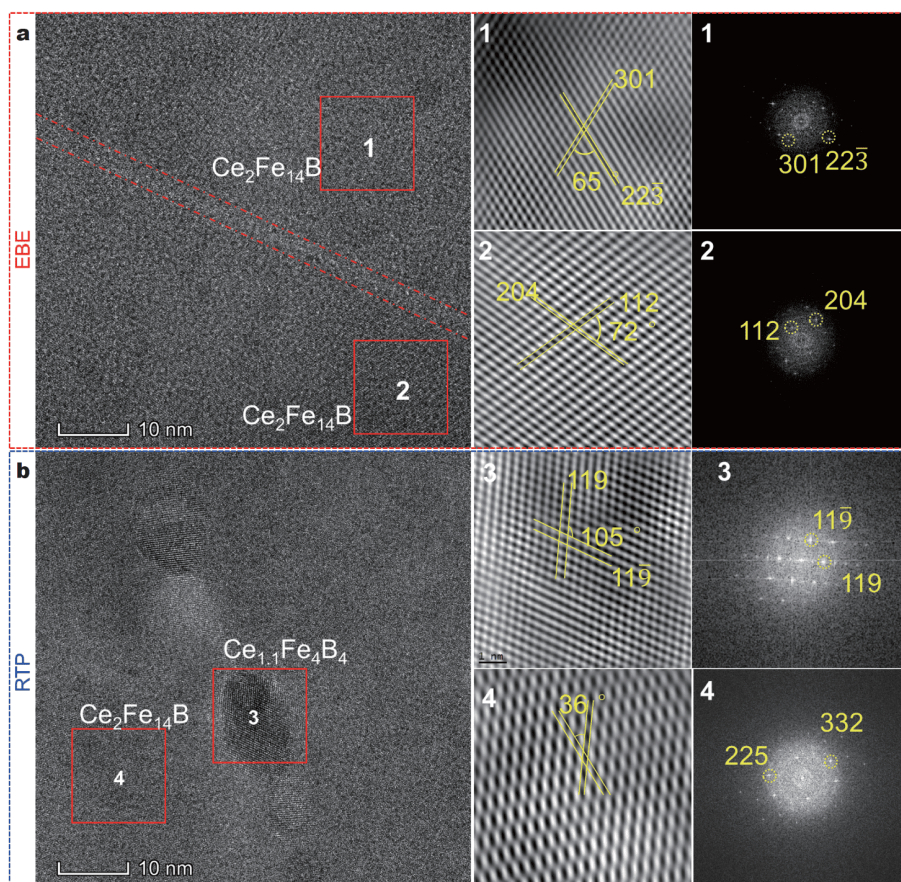 a
EBE
1
Ce₂Fe₁₄B
2
Ce₂Fe₁₄B
10 nm
1
301
65 °
223̅
1
301
223̅
2
204
112
72 °
2
204
112
b
RTP
Ce₁.₁Fe₄B₄
3
Ce₂Fe₁₄B
4
10 nm
3
119
105 °
119̅
1 nm
3
119̅
119
4
36 °
4
332
225